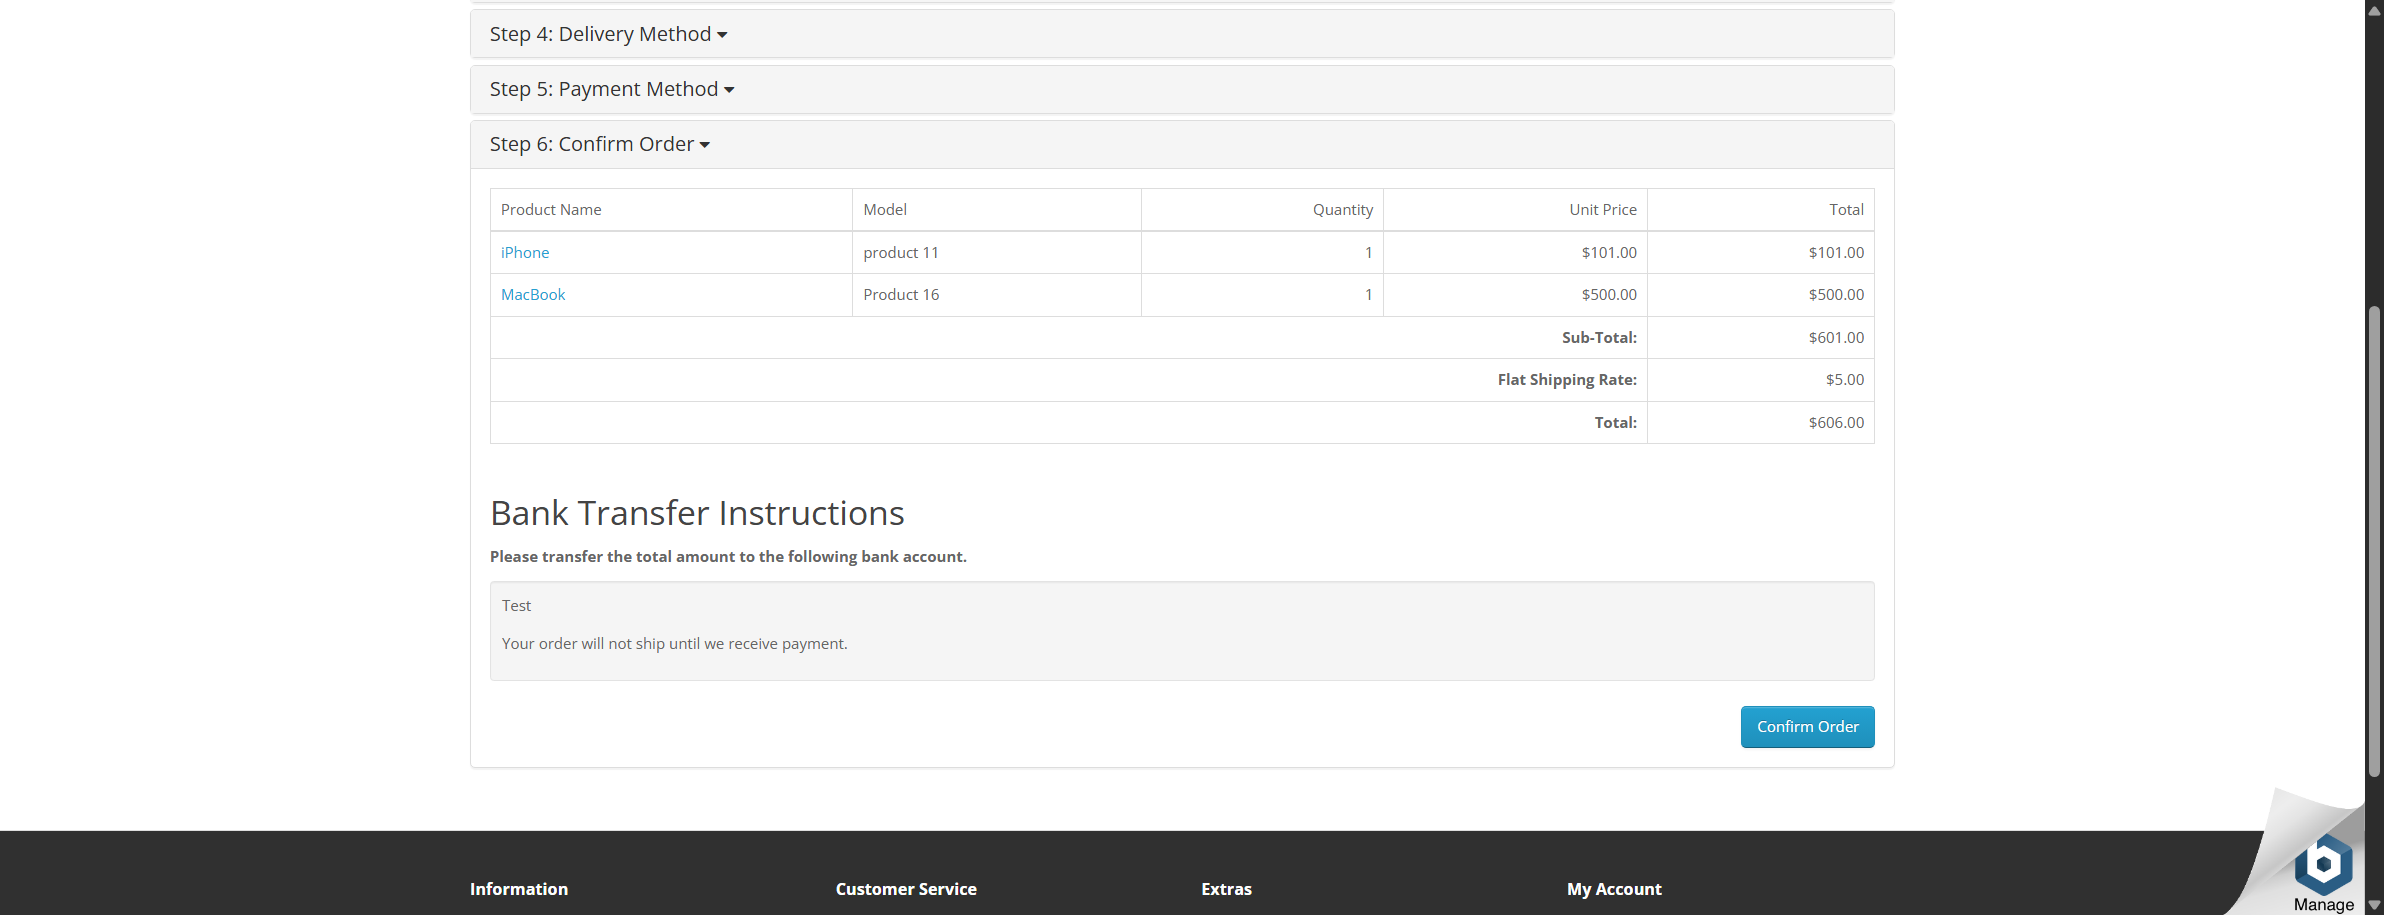 Step 4: Delivery Method
Step 5: Payment Method
Step 6: Confirm Order
Product Name Model Quantity Unit Price Total
iPhone product 11 1 $101.00 $101.00
MacBook Product 16 1 $500.00 $500.00
Sub-Total: $601.00
Flat Shipping Rate: $5.00
Total: $606.00
Bank Transfer Instructions
Please transfer the total amount to the following bank account.
Test
Your order will not ship until we receive payment.
Confirm Order
Information Customer Service Extras My Account
Manage